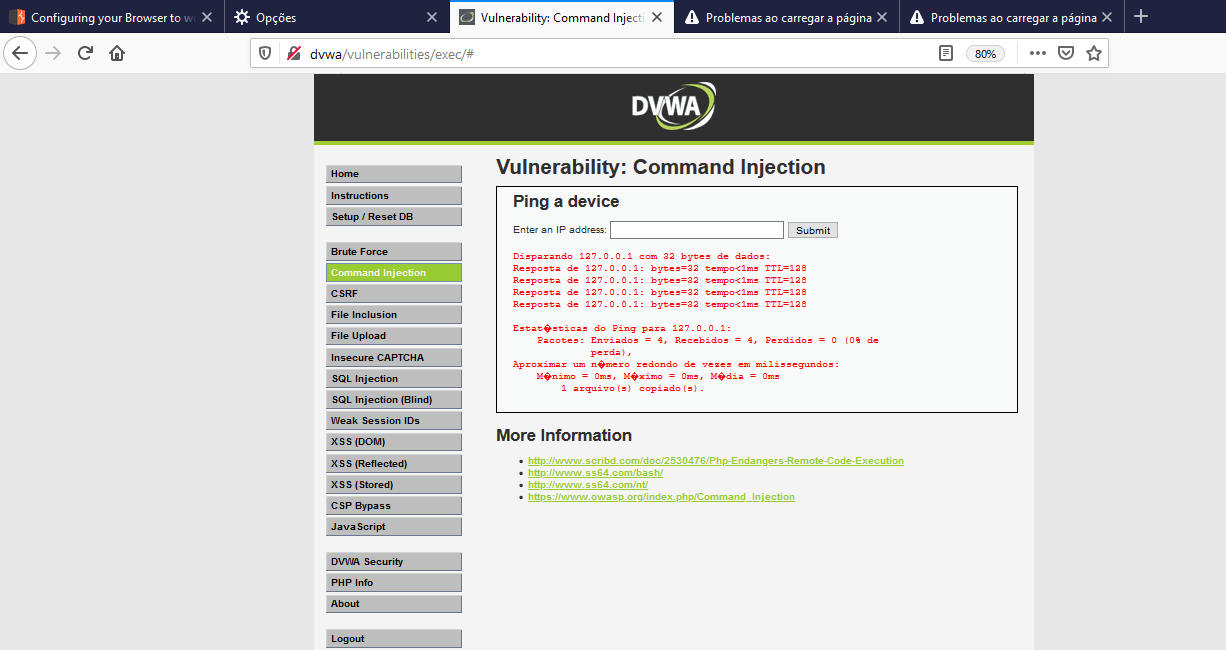 Configuring your Browser to w
Opções
Vulnerability: Command Injecti
Problemas ao carregar a página
Problemas ao carregar a página
dvwa/vulnerabilities/exec/#
80%
DVWA
Home
Instructions
Setup / Reset DB
Brute Force
Command Injection
CSRF
File Inclusion
File Upload
Insecure CAPTCHA
SQL Injection
SQL Injection (Blind)
Weak Session IDs
XSS (DOM)
XSS (Reflected)
XSS (Stored)
CSP Bypass
JavaScript
DVWA Security
PHP Info
About
Logout
Vulnerability: Command Injection
Ping a device
Enter an IP address:
Submit
Disparando 127.0.0.1 com 32 bytes de dados:
Resposta de 127.0.0.1: bytes=32 tempo<1ms TTL=128
Resposta de 127.0.0.1: bytes=32 tempo<1ms TTL=128
Resposta de 127.0.0.1: bytes=32 tempo<1ms TTL=128
Resposta de 127.0.0.1: bytes=32 tempo<1ms TTL=128
Estat�sticas do Ping para 127.0.0.1:
Pacotes: Enviados = 4, Recebidos = 4, Perdidos = 0 (0% de
perda),
Aproximar um n�mero redondo de vezes em milissegundos:
M�nimo = 0ms, M�ximo = 0ms, M�dia = 0ms
1 arquivo(s) copiado(s).
More Information
http://www.scribd.com/doc/2530476/Php-Endangers-Remote-Code-Execution
http://www.ss64.com/bash/
http://www.ss64.com/nt/
https://www.owasp.org/index.php/Command_Injection